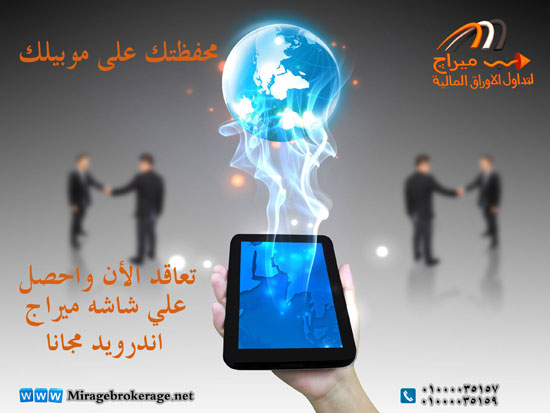 محفظتك على موبيلك
ميراج
لتداول الاوراق المالية
تعاقد الأن واحصل
علي شاشه ميراج
اندرويد مجانا
www Miragebrokerage.net
٠١٠٠٠٠٣٥١٥٧
٠١٠٠٠٠٣٥١٥٩